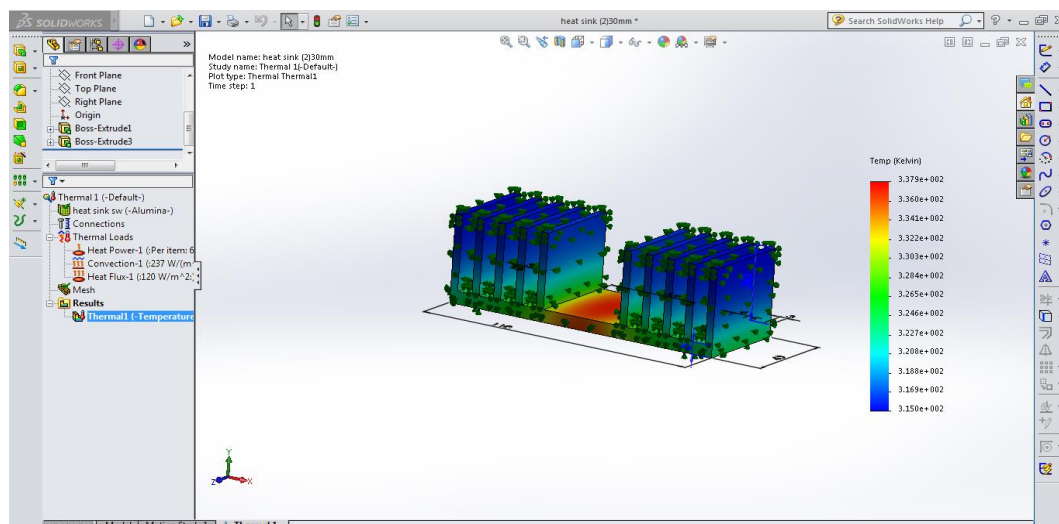 SOLIDWORKS
heat sink (2)30mm *
Search SolidWorks Help
Model name: heat sink (2)30mm
Study name: Thermal 1(-Default-)
Plot type: Thermal Thermal1
Time step: 1
Front Plane
Top Plane
Right Plane
Origin
Boss-Extrude1
Boss-Extrude3
Thermal 1 (-Default-)
heat sink sw (-Alumina-)
Connections
Thermal Loads
Heat Power-1 (:Per item: 6
Convection-1 (:237 W/(m
Heat Flux-1 (:120 W/m^2:
Mesh
Results
Thermal1 (-Temperature
Temp (Kelvin)
3.379e+002
3.360e+002
3.341e+002
3.322e+002
3.303e+002
3.284e+002
3.265e+002
3.246e+002
3.227e+002
3.208e+002
3.188e+002
3.169e+002
3.150e+002
Y
Z
X